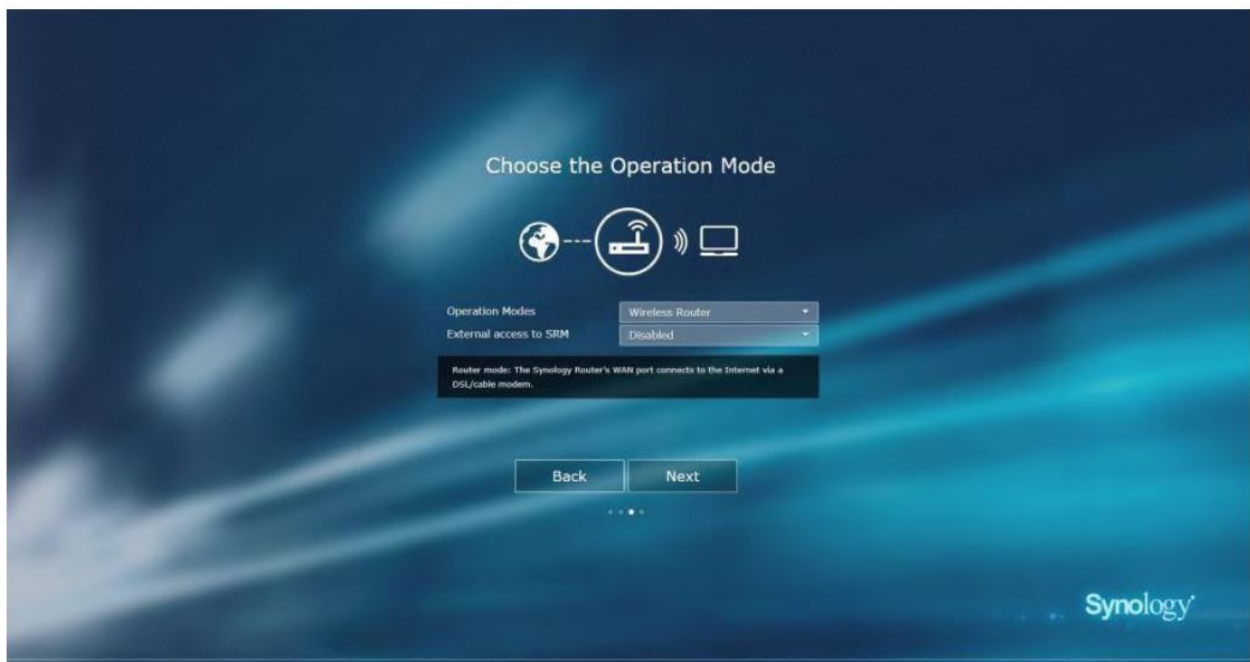 Choose the Operation Mode
Operation Modes Wireless Router
External access to SRM Disabled
Router mode: The Synology Router's WAN port connects to the Internet via a
DSL/cable modem.
Back Next
Synology